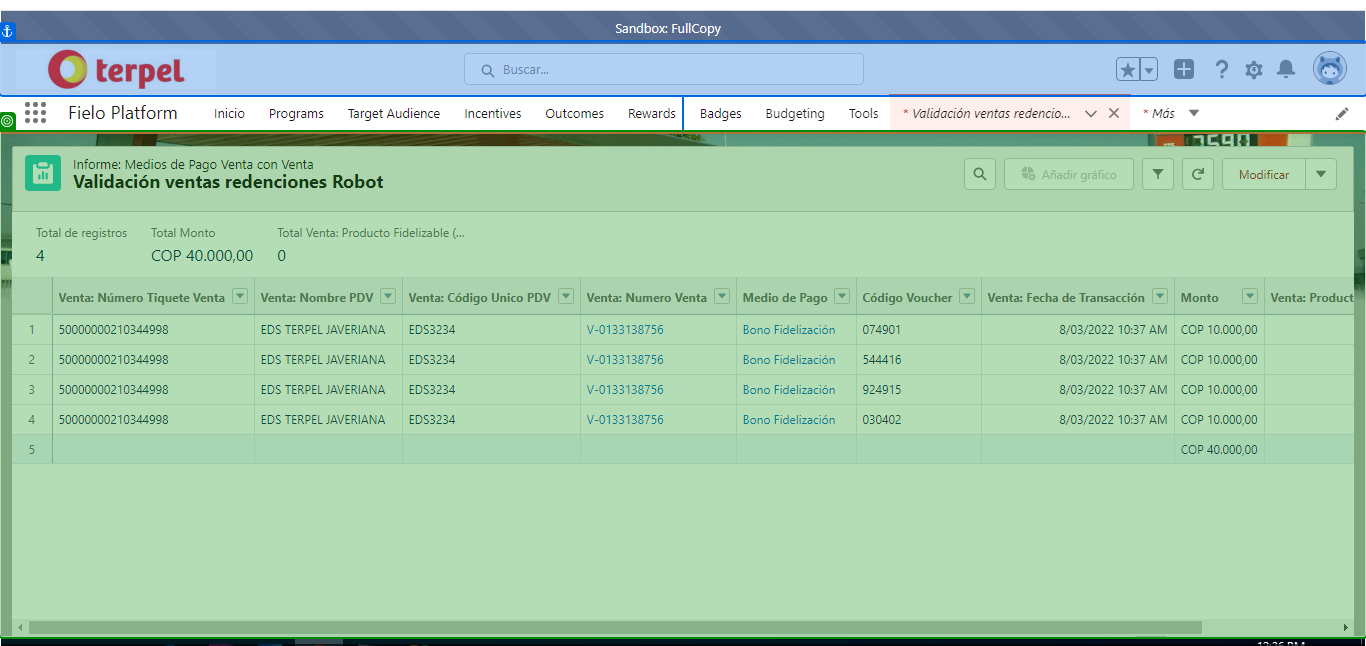 Sandbox: FullCopy
terpel
Buscar...
Fielo Platform Inicio Programs Target Audience Incentives Outcomes Rewards Badges Budgeting Tools * Validación ventas redencio... * Más
Informe: Medios de Pago Venta con Venta
Validación ventas redenciones Robot
Añadir gráfico Modificar
Total de registros Total Monto Total Venta: Producto Fidelizable (...
4 COP 40.000,00 0
Venta: Número Tiquete Venta Venta: Nombre PDV Venta: Código Unico PDV Venta: Numero Venta Medio de Pago Código Voucher Venta: Fecha de Transacción Monto Venta: Product
1 50000000210344998 EDS TERPEL JAVERIANA EDS3234 V-0133138756 Bono Fidelización 074901 8/03/2022 10:37 AM COP 10.000,00
2 50000000210344998 EDS TERPEL JAVERIANA EDS3234 V-0133138756 Bono Fidelización 544416 8/03/2022 10:37 AM COP 10.000,00
3 50000000210344998 EDS TERPEL JAVERIANA EDS3234 V-0133138756 Bono Fidelización 924915 8/03/2022 10:37 AM COP 10.000,00
4 50000000210344998 EDS TERPEL JAVERIANA EDS3234 V-0133138756 Bono Fidelización 030402 8/03/2022 10:37 AM COP 10.000,00
5 COP 40.000,00